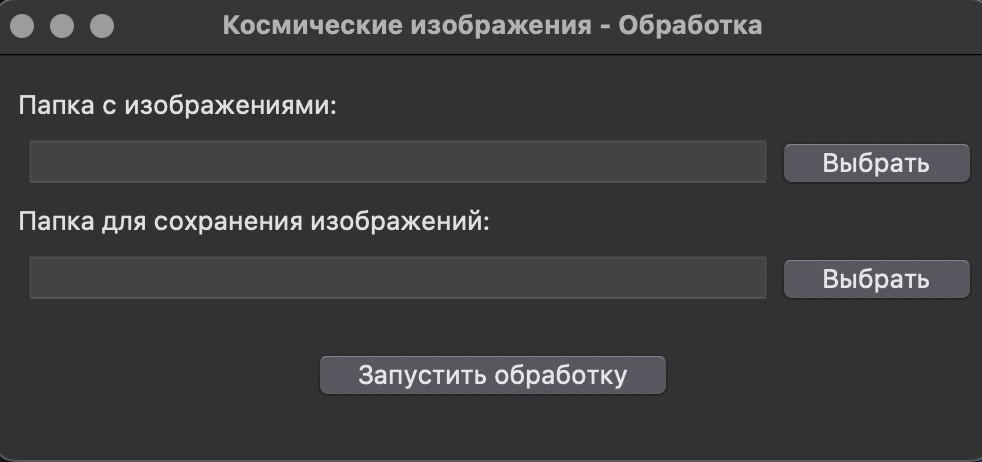 Космические изображения - Обработка
Папка с изображениями:
Выбрать
Папка для сохранения изображений:
Выбрать
Запустить обработку